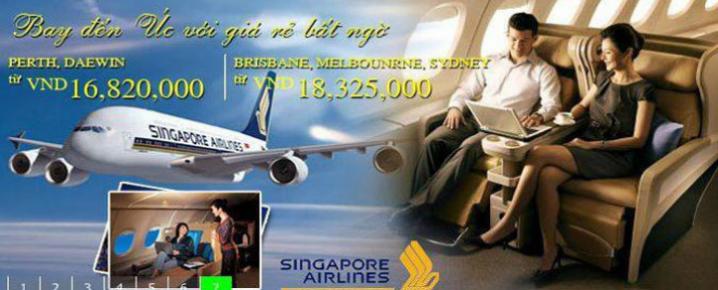 Bay đến Úc với giá rẻ bất ngờ
PERTH, DAEWIN
từ VND 16,820,000
BRISBANE, MELBOUNRNE, SYDNEY
từ VND 18,325,000
SINGAPORE AIRLINES
SINGAPORE
AIRLINES
1 2 3 4 5 6 7